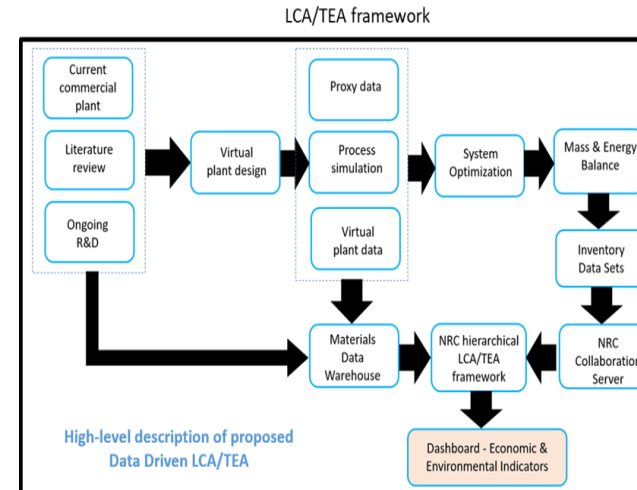 LCA/TEA framework
Current
commercial
plant
Literature
review
Ongoing
R&D
Virtual
plant design
Proxy data
Process
simulation
Virtual
plant data
System
Optimization
Mass & Energy
Balance
Inventory
Data Sets
NRC
Collaboration
Server
NRC hierarchical
LCA/TEA
framework
Materials
Data
Warehouse
Dashboard - Economic &
Environmental Indicators
High-level description of proposed
Data Driven LCA/TEA